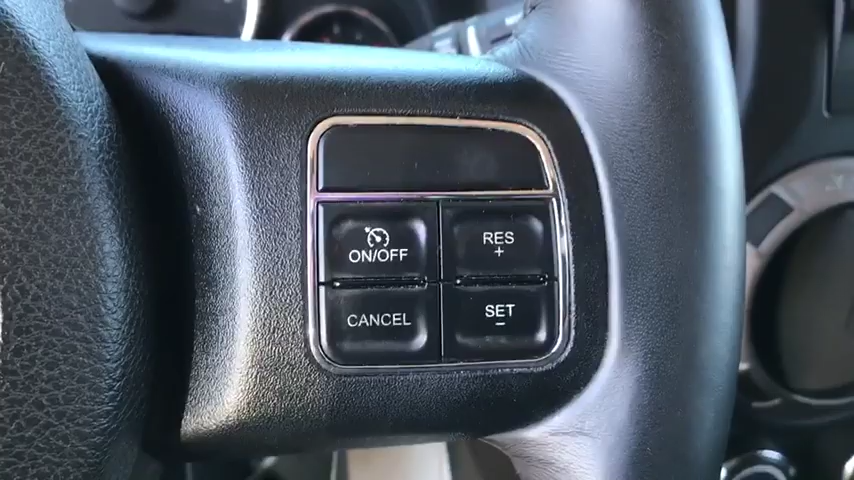 ON/OFF
RES
+
CANCEL
SET
–